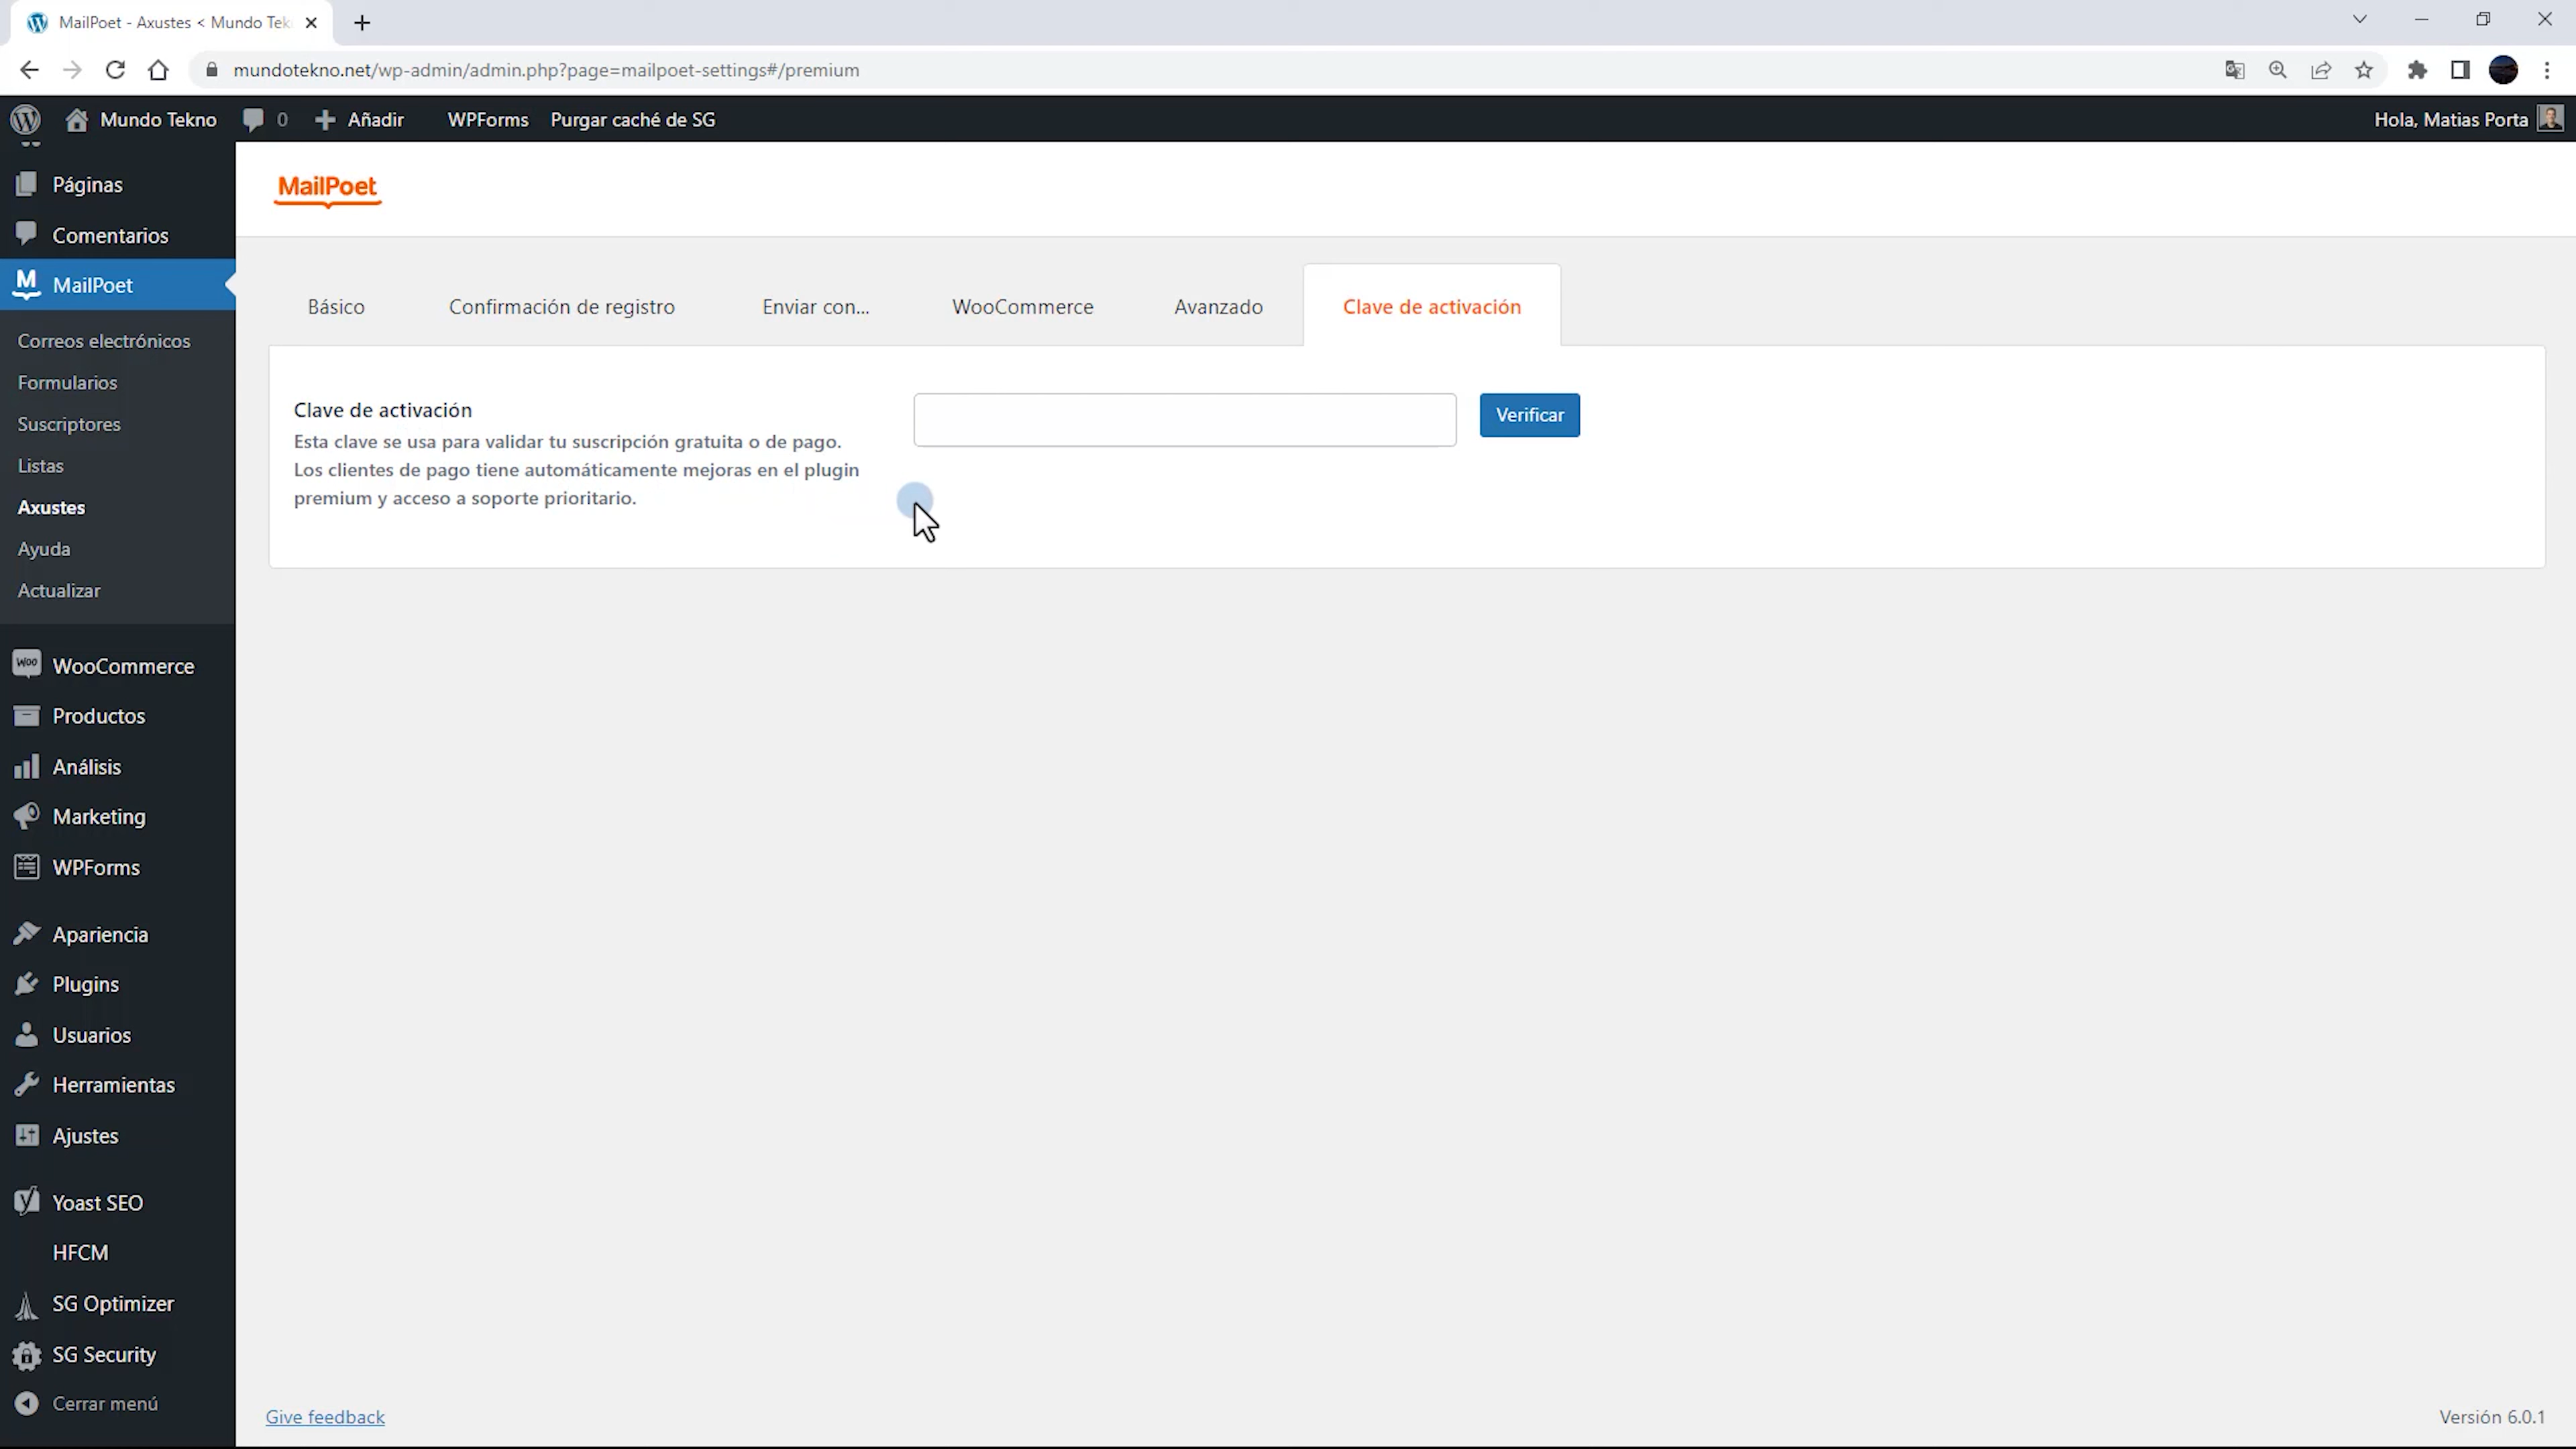 MailPoet - Axustes < Mundo Tek
mundotekno.net/wp-admin/admin.php?page=mailpoet-settings#/premium
Mundo Tekno
0
Añadir
WPForms
Purgar caché de SG
Hola, Matias Porta
Páginas
Comentarios
MailPoet
Correos electrónicos
Formularios
Suscriptores
Listas
Axustes
Ayuda
Actualizar
WooCommerce
Productos
Análisis
Marketing
WPForms
Apariencia
Plugins
Usuarios
Herramientas
Ajustes
Yoast SEO
HFCM
SG Optimizer
SG Security
Cerrar menú
MailPoet
Básico
Confirmación de registro
Enviar con...
WooCommerce
Avanzado
Clave de activación
Clave de activación
Esta clave se usa para validar tu suscripción gratuita o de pago.
Los clientes de pago tiene automáticamente mejoras en el plugin
premium y acceso a soporte prioritario.
Verificar
Give feedback
Versión 6.0.1